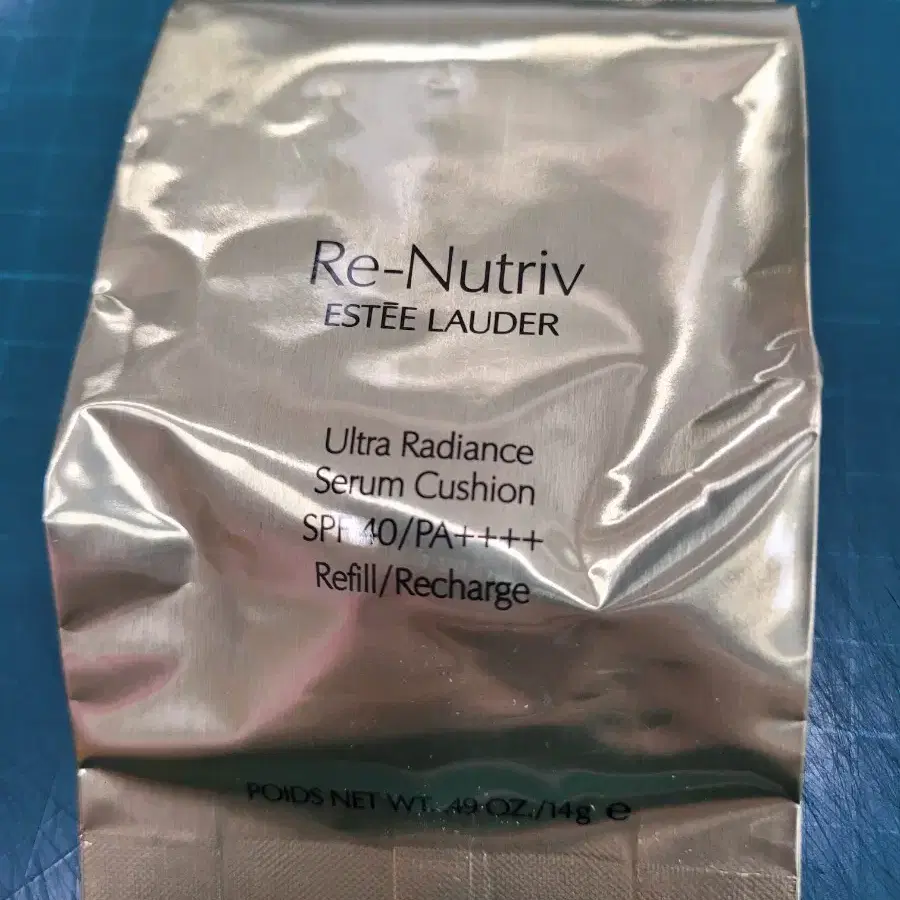 Re-Nutriv
ESTĒE LAUDER
Ultra Radiance
Serum Cushion
SPF 40/PA++++
Refill/Recharge
POIDS NET WT. .49 OZ./14g ℮